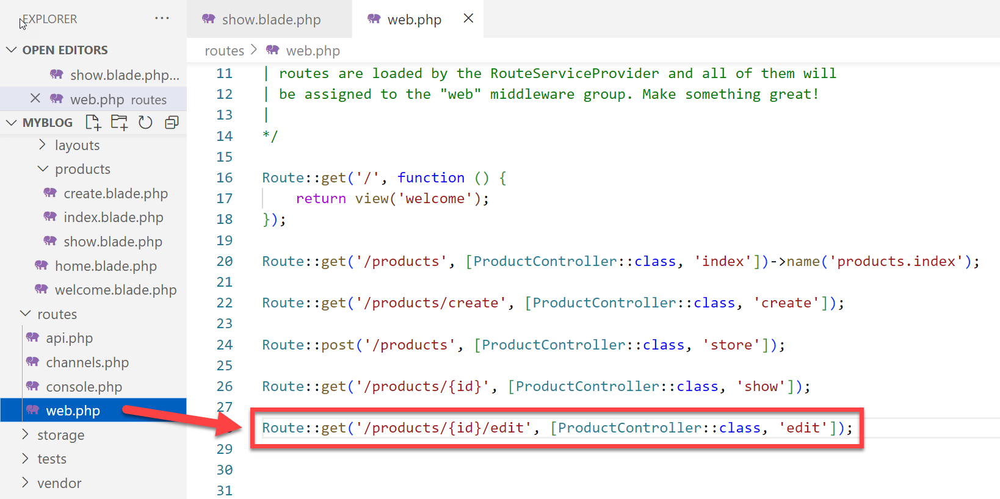 EXPLORER
···
OPEN EDITORS
show.blade.php...
web.php routes
MYBLOG
layouts
products
create.blade.php
index.blade.php
show.blade.php
home.blade.php
welcome.blade.php
routes
api.php
channels.php
console.php
web.php
storage
tests
vendor
show.blade.php
web.php
routes > web.php
11 | routes are loaded by the RouteServiceProvider and all of them will
12 | be assigned to the "web" middleware group. Make something great!
13 |
14 */
15
16 Route::get('/', function () {
17     return view('welcome');
18 });
19
20 Route::get('/products', [ProductController::class, 'index'])->name('products.index');
21
22 Route::get('/products/create', [ProductController::class, 'create']);
23
24 Route::post('/products', [ProductController::class, 'store']);
25
26 Route::get('/products/{id}', [ProductController::class, 'show']);
27
Route::get('/products/{id}/edit', [ProductController::class, 'edit']);
29
30
31